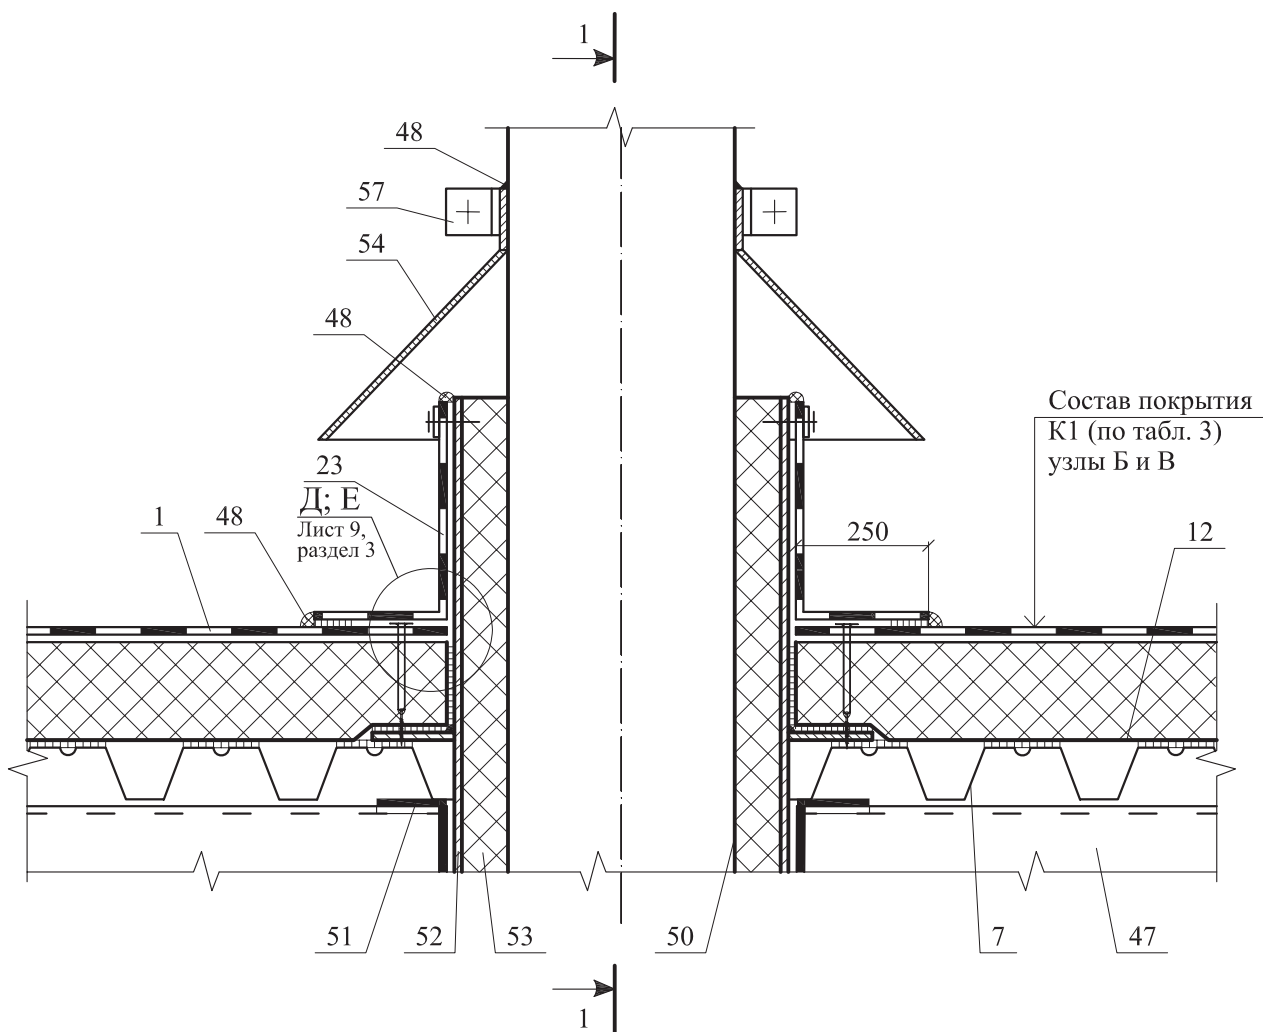 1
48
57
54
48
Состав покрытия
К1 (по табл. 3)
узлы Б и В
23
Д; Е
Лист 9,
раздел 3
1
48
250
12
51
52
53
50
7
47
1